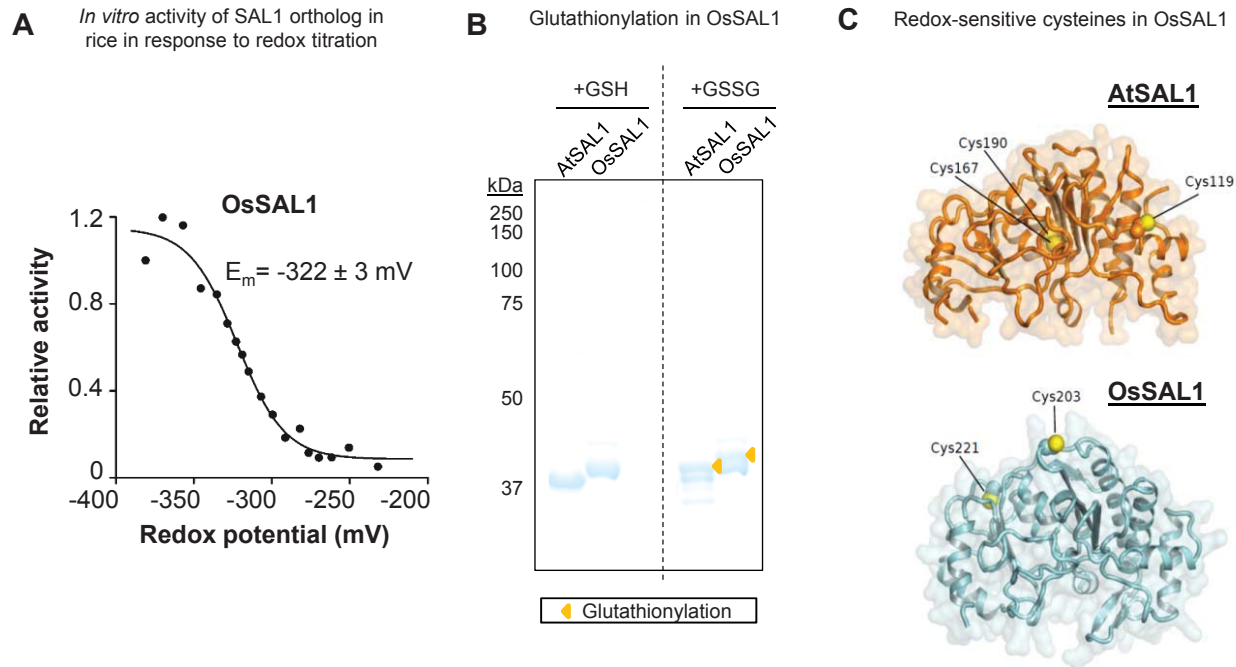 A
In vitro activity of SAL1 ortholog in
rice in response to redox titration
OsSAL1
Em= -322 ± 3 mV
1.2
0.8
0.4
0
-400
-350
-300
-250
-200
Relative activity
Redox potential (mV)
B
Glutathionylation in OsSAL1
+GSH
+GSSG
AtSAL1
OsSAL1
AtSAL1
OsSAL1
kDa
250
150
100
75
50
37
Glutathionylation
C
Redox-sensitive cysteines in OsSAL1
AtSAL1
Cys190
Cys167
Cys119
OsSAL1
Cys203
Cys221